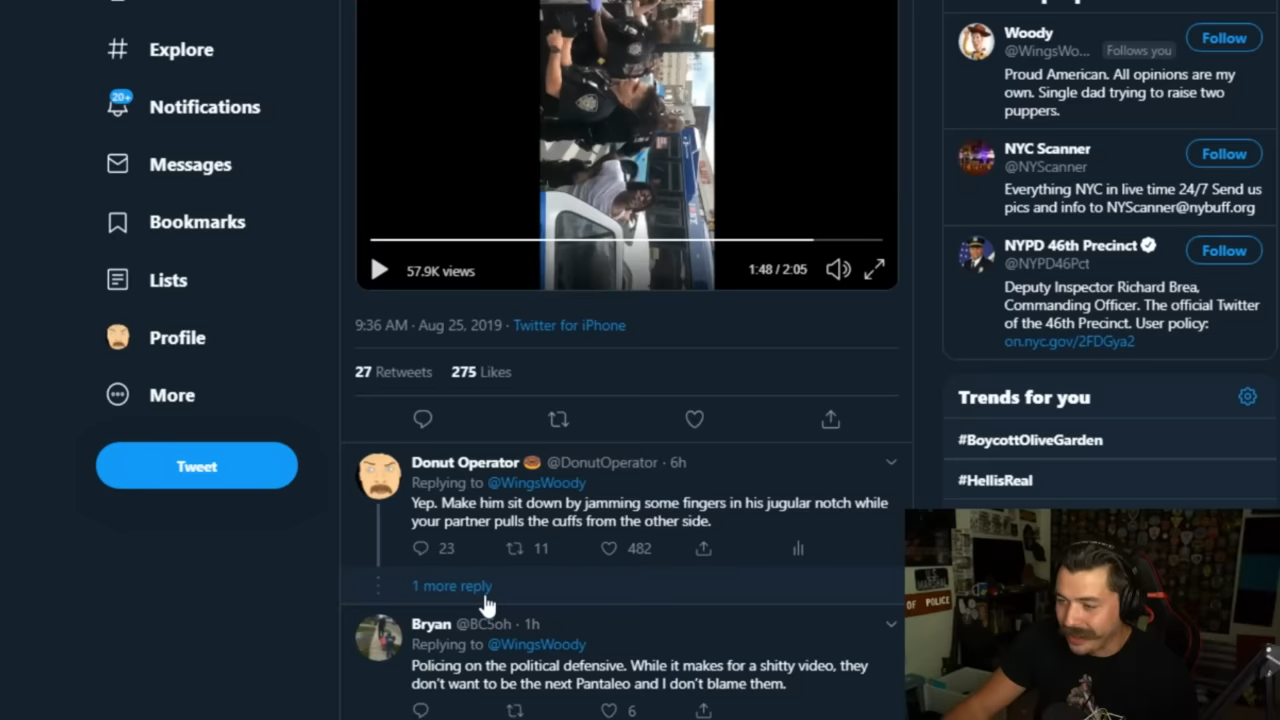 Explore
20+
Notifications
Messages
Bookmarks
Lists
Profile
More
Tweet
57.9K views
1:48 / 2:05
9:36 AM · Aug 25, 2019 · Twitter for iPhone
27 Retweets 275 Likes
Donut Operator @DonutOperator · 6h
Replying to @WingsWoody
Yep. Make him sit down by jamming some fingers in his jugular notch while
your partner pulls the cuffs from the other side.
23 11 482
1 more reply
Bryan @BC5oh · 1h
Replying to @WingsWoody
Policing on the political defensive. While it makes for a shitty video, they
don't want to be the next Pantaleo and I don't blame them.
6
Woody
@WingsWo... Follows you
Follow
Proud American. All opinions are my
own. Single dad trying to raise two
puppers.
NYC Scanner
@NYScanner
Follow
Everything NYC in live time 24/7 Send us
pics and info to NYScanner@nybuff.org
NYPD 46th Precinct
@NYPD46Pct
Follow
Deputy Inspector Richard Brea,
Commanding Officer. The official Twitter
of the 46th Precinct. User policy:
on.nyc.gov/2FDGya2
Trends for you
#BoycottOliveGarden
#HellisReal
OF POLICE